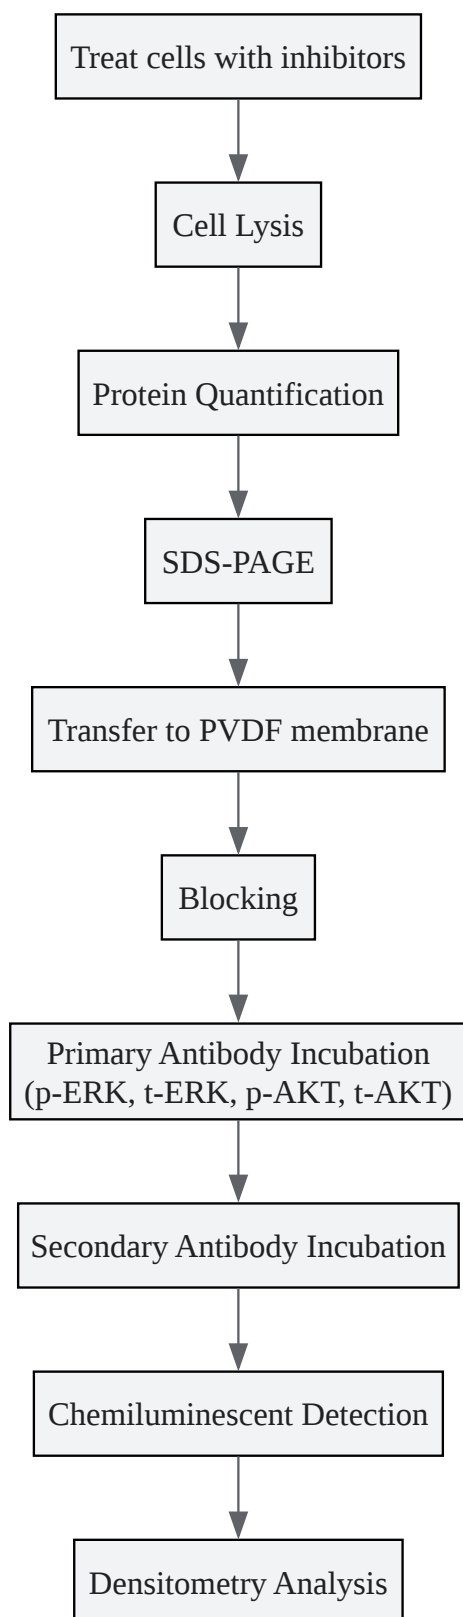 Treat cells with inhibitors
Cell Lysis
Protein Quantification
SDS-PAGE
Transfer to PVDF membrane
Blocking
Primary Antibody Incubation
(p-ERK, t-ERK, p-AKT, t-AKT)
Secondary Antibody Incubation
Chemiluminescent Detection
Densitometry Analysis